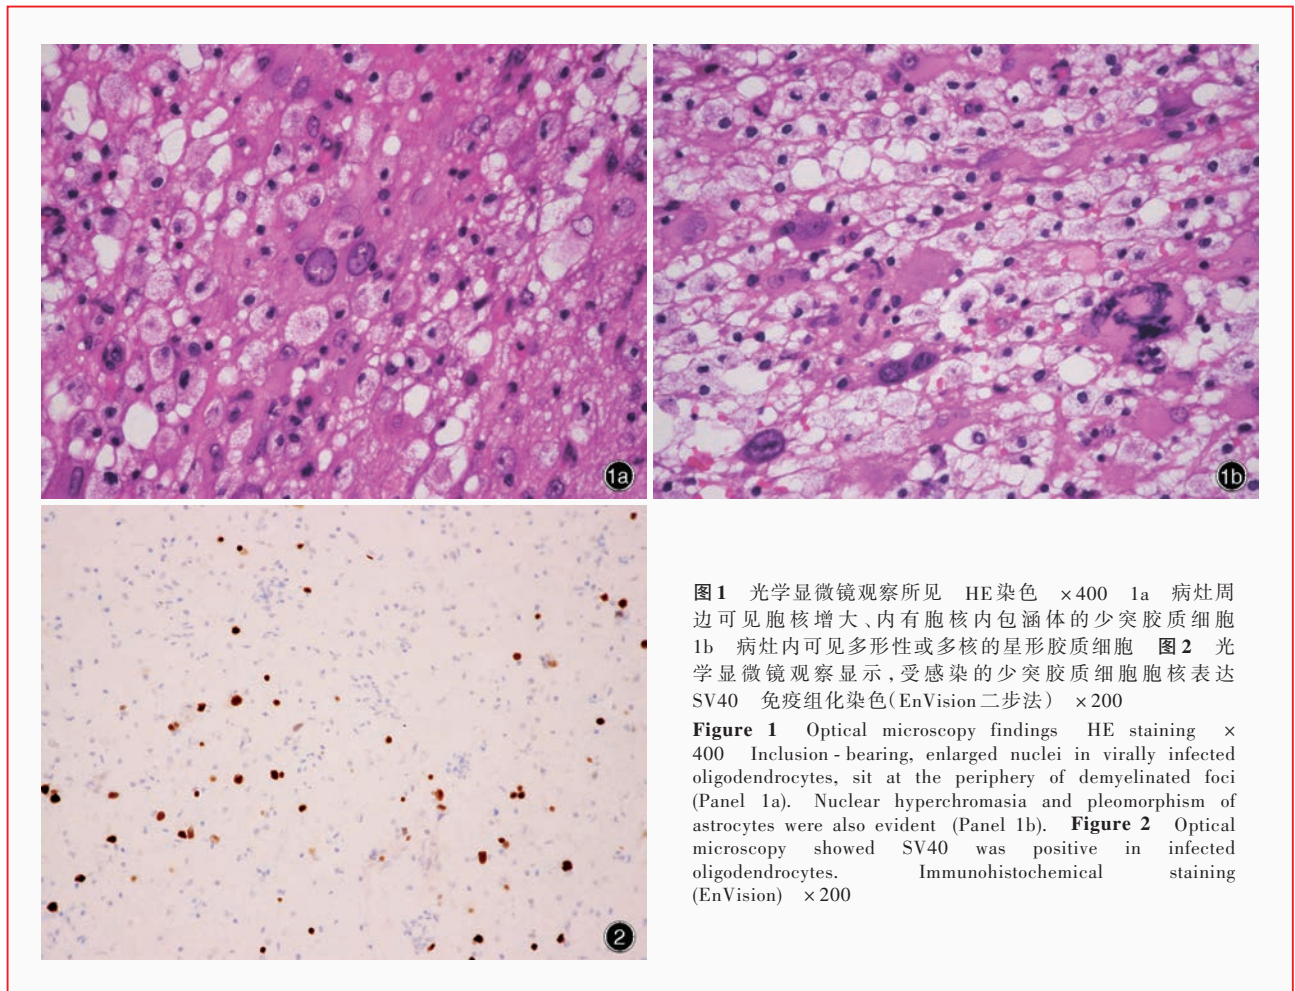 1a
1b
2
图1 光学显微镜观察所见 HE染色 ×400 1a 病灶周
边可见胞核增大、内有胞核内包涵体的少突胶质细胞
1b 病灶内可见多形性或多核的星形胶质细胞 图2 光
学显微镜观察显示,受感染的少突胶质细胞胞核表达
SV40 免疫组化染色(EnVision二步法) ×200
Figure 1 Optical microscopy findings HE staining ×
400 Inclusion - bearing, enlarged nuclei in virally infected
oligodendrocytes, sit at the periphery of demyelinated foci
(Panel 1a). Nuclear hyperchromasia and pleomorphism of
astrocytes were also evident (Panel 1b). Figure 2 Optical
microscopy showed SV40 was positive in infected
oligodendrocytes. Immunohistochemical staining
(EnVision) ×200